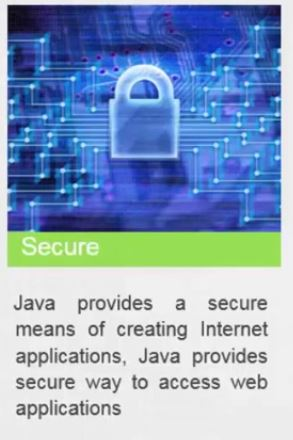 Secure
Java provides a secure
means of creating Internet
applications, Java provides
secure way to access web
applications